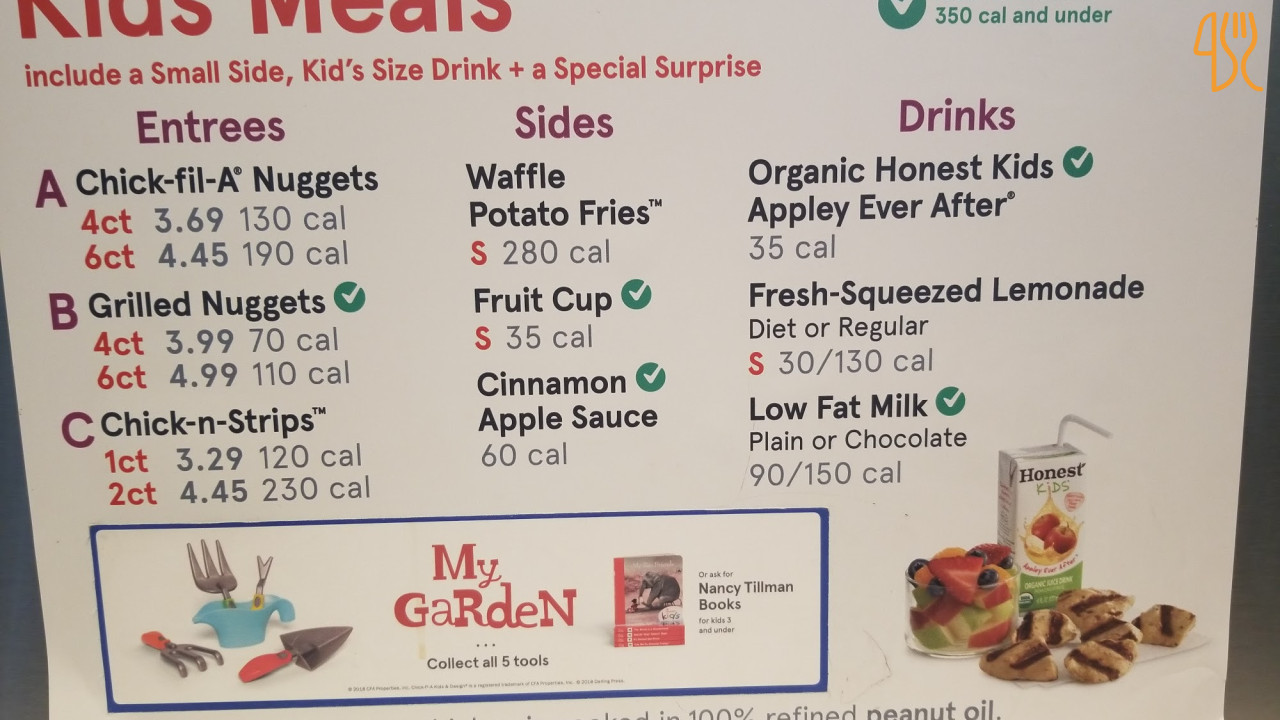 Kids Meals
350 cal and under
include a Small Side, Kid's Size Drink + a Special Surprise
Entrees
A Chick-fil-A® Nuggets
4ct 3.69 130 cal
6ct 4.45 190 cal
B Grilled Nuggets
4ct 3.99 70 cal
6ct 4.99 110 cal
C Chick-n-Strips™
1ct 3.29 120 cal
2ct 4.45 230 cal
Sides
Waffle
Potato Fries™
S 280 cal
Fruit Cup
S 35 cal
Cinnamon
Apple Sauce
60 cal
Drinks
Organic Honest Kids
Appley Ever After®
35 cal
Fresh-Squeezed Lemonade
Diet or Regular
S 30/130 cal
Low Fat Milk
Plain or Chocolate
90/150 cal
My
GaRdeN
...
Collect all 5 tools
Or ask for
Nancy Tillman
Books
for kids 3
and under
Honest
KiDS
Appley Ever After
ORGANIC JUICE DRINK
in 100% refined peanut oil.